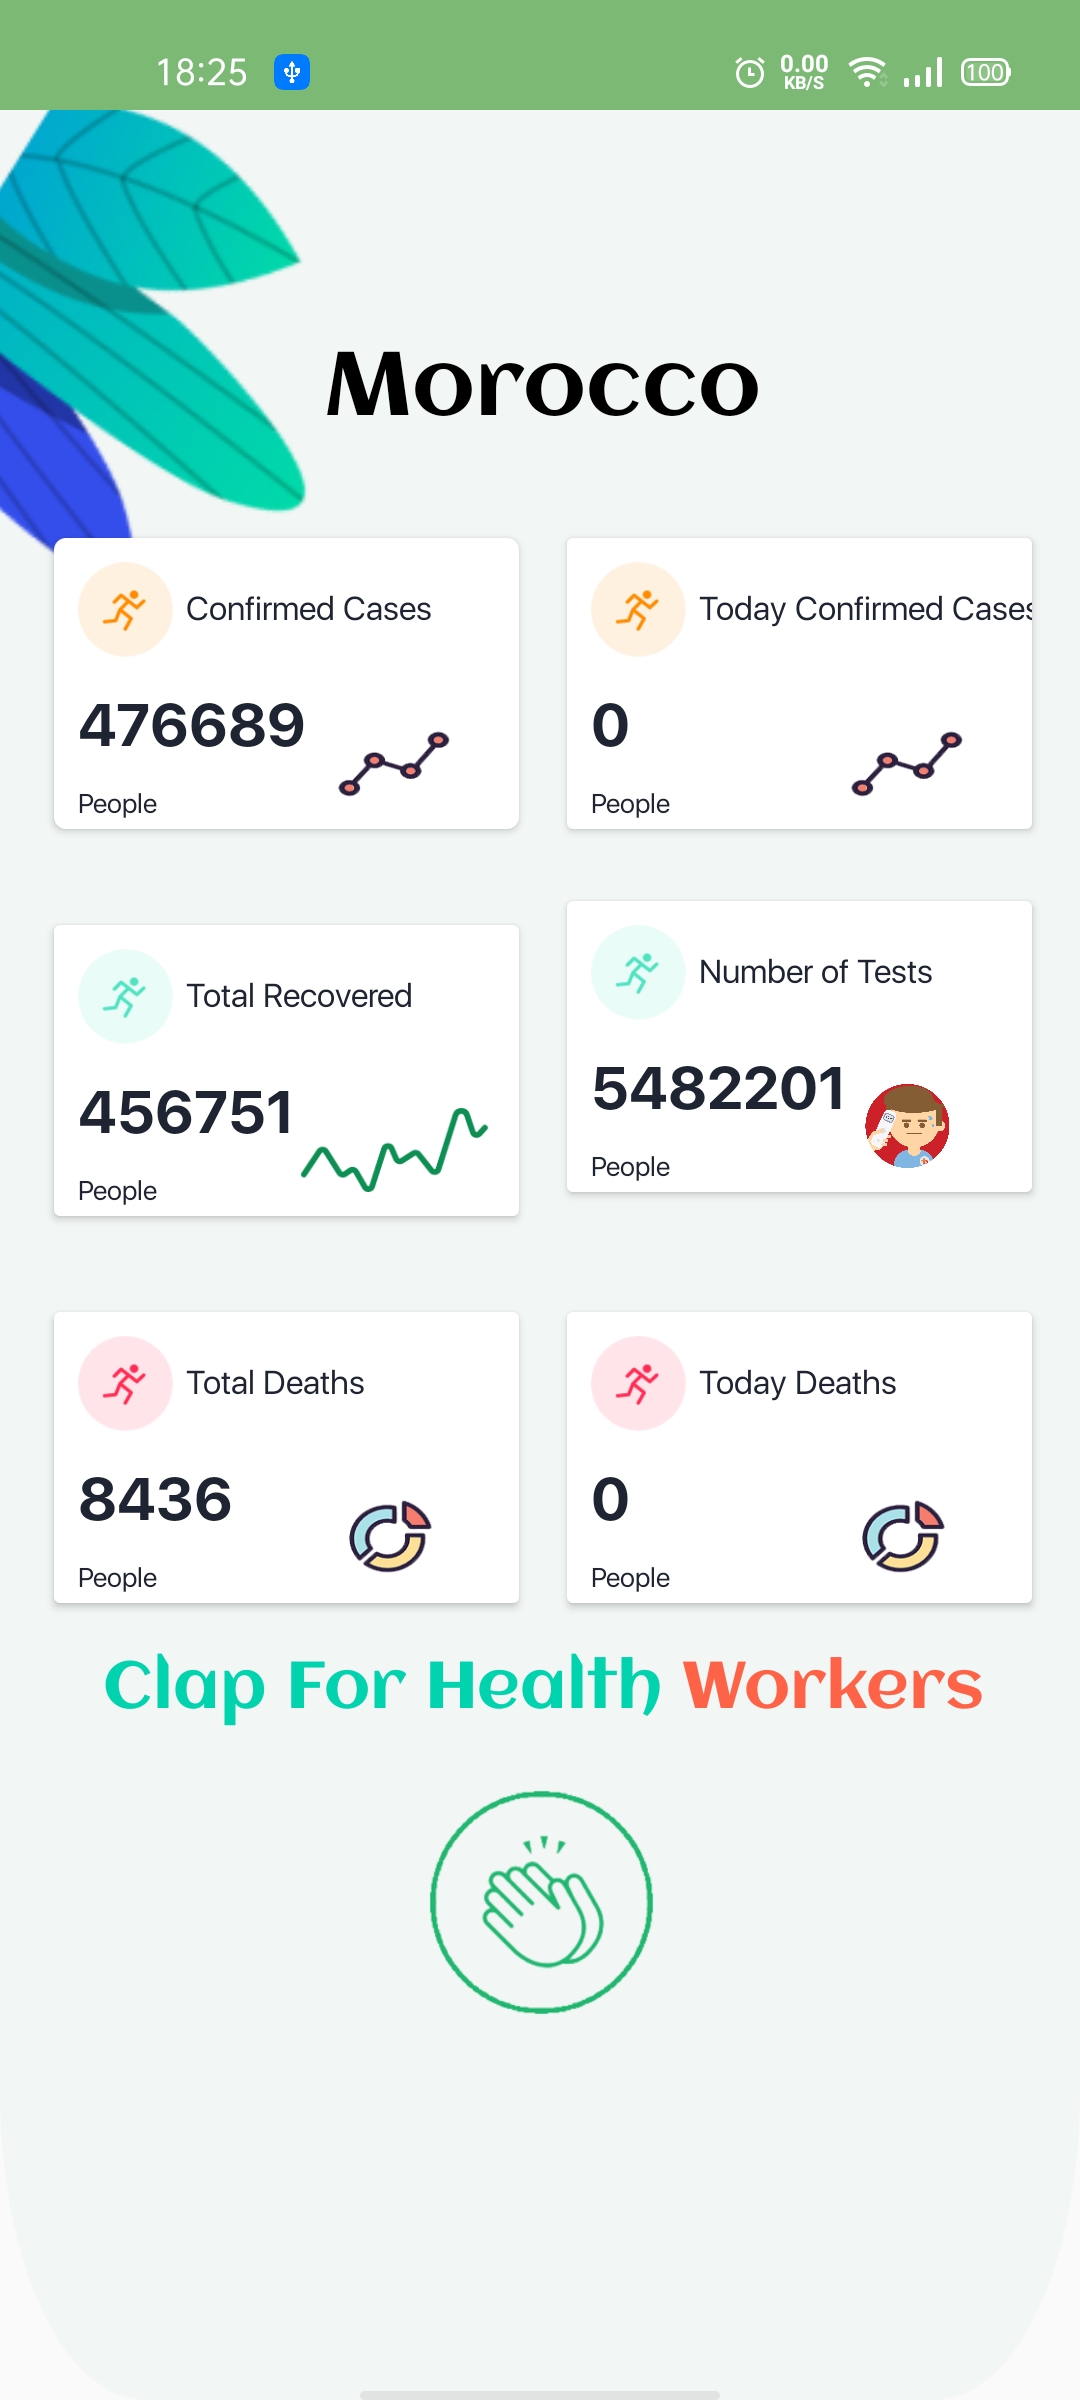 18:25
0.00
KB/S
100
Morocco
Confirmed Cases
476689
People
Today Confirmed Cases
0
People
Total Recovered
456751
People
Number of Tests
5482201
People
Total Deaths
8436
People
Today Deaths
0
People
Clap For Health Workers